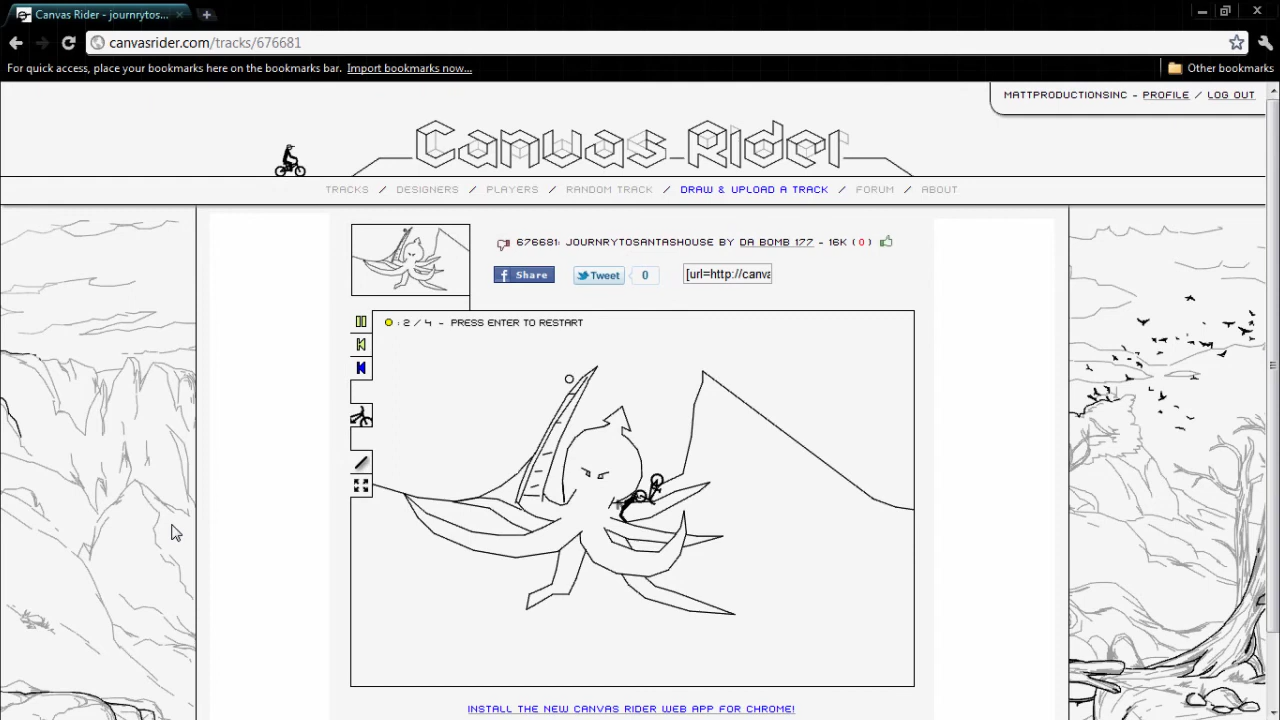 Canvas Rider - journrytos...
canvasrider.com/tracks/676681
For quick access, place your bookmarks here on the bookmarks bar. Import bookmarks now...
Other bookmarks
MATTPRODUCTIONSINC - PROFILE / LOG OUT
Canvas Rider
TRACKS / DESIGNERS / PLAYERS / RANDOM TRACK / DRAW & UPLOAD A TRACK / FORUM / ABOUT
676681: JOURNRYTOSANTASHOUSE BY DA BOMB 177 - 16K (0)
Share Tweet 0 [url=http://canva
: 2 / 4 - PRESS ENTER TO RESTART
INSTALL THE NEW CANVAS RIDER WEB APP FOR CHROME!